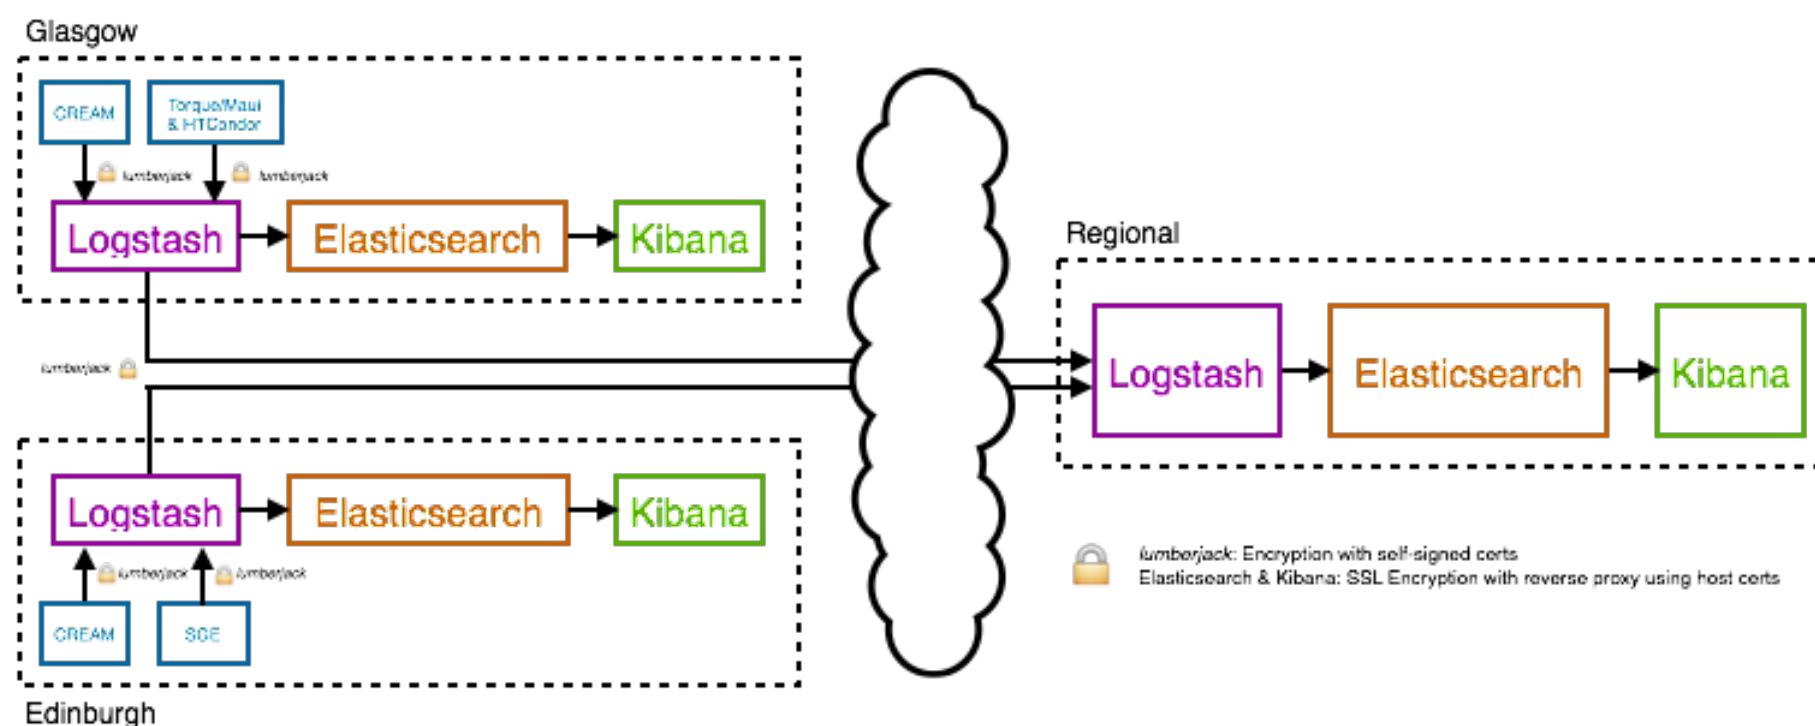 Glasgow
CREAM
Torque/Maui
& HTCondor
lumberjack
lumberjack
Logstash
Elasticsearch
Kibana
lumberjack
Regional
Logstash
Elasticsearch
Kibana
Logstash
Elasticsearch
Kibana
lumberjack
lumberjack
CREAM
SGE
Edinburgh
lumberjack: Encryption with self-signed certs
Elasticsearch & Kibana: SSL Encryption with reverse proxy using host certs